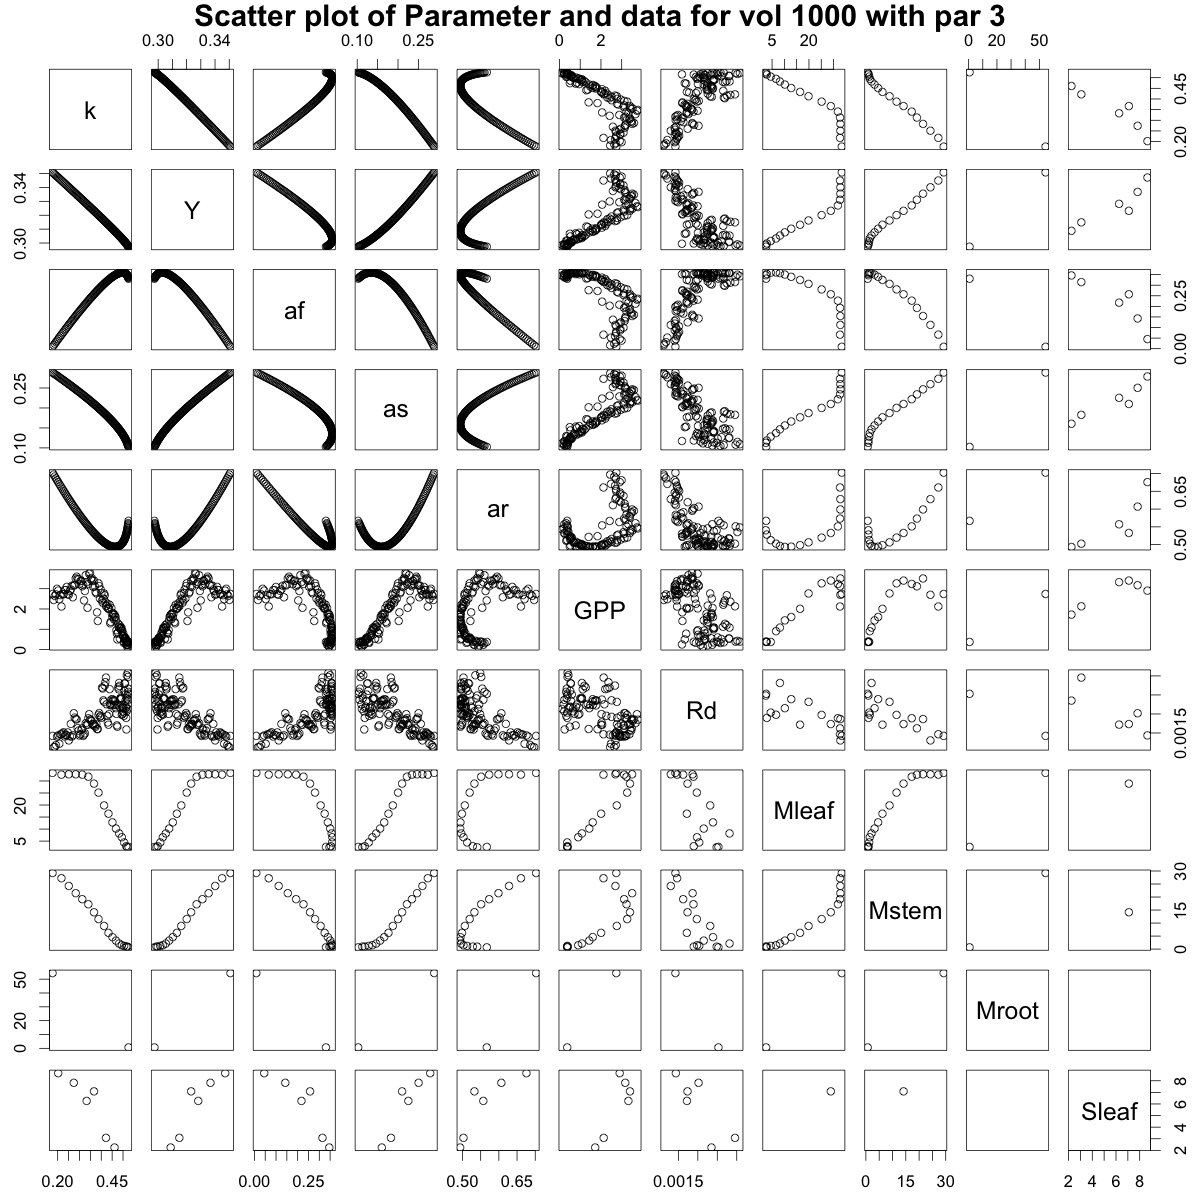 Scatter plot of Parameter and data for vol 1000 with par 3
0.30 0.34 0.10 0.25 0 2 5 20 0 20 50
k 0.20 0.45
0.30 0.34 Y
af 0.00 0.25
0.10 0.25 as
ar 0.50 0.65
0 2 GPP
Rd 0.0015
5 20 Mleaf
Mstem 0 15 30
0 20 50 Mroot
Sleaf 2 4 6 8
0.20 0.45 0.00 0.25 0.50 0.65 0.0015 0 15 30 2 4 6 8